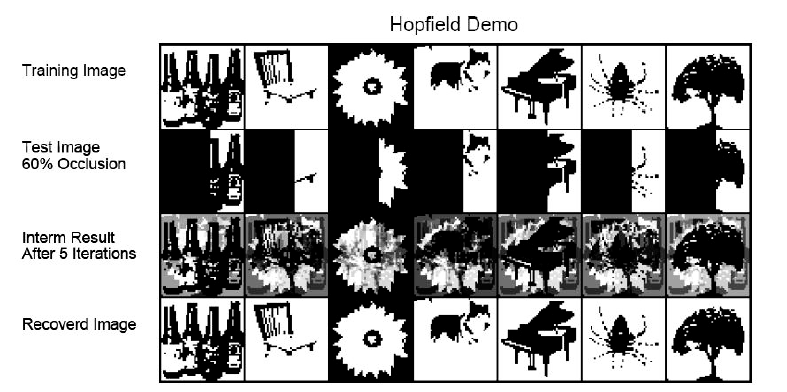 Hopfield Demo
Training Image
Test Image
60% Occlusion
Interm Result
After 5 Iterations
Recoverd Image